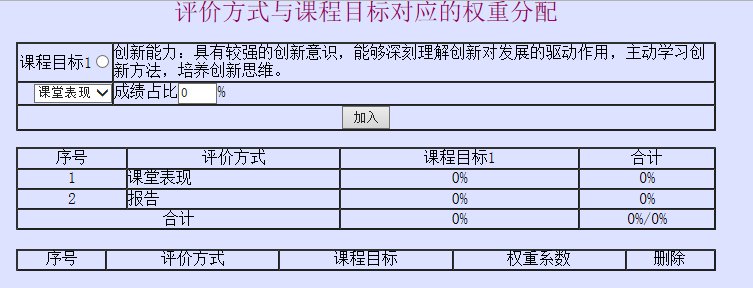 评价方式与课程目标对应的权重分配
课程目标1 创新能力：具有较强的创新意识，能够深刻理解创新对发展的驱动作用，主动学习创
新方法，培养创新思维。
课堂表现 成绩占比 0 %
加入
序号 评价方式 课程目标1 合计
1 课堂表现 0% 0%
2 报告 0% 0%
合计 0% 0%/0%
序号 评价方式 课程目标 权重系数 删除